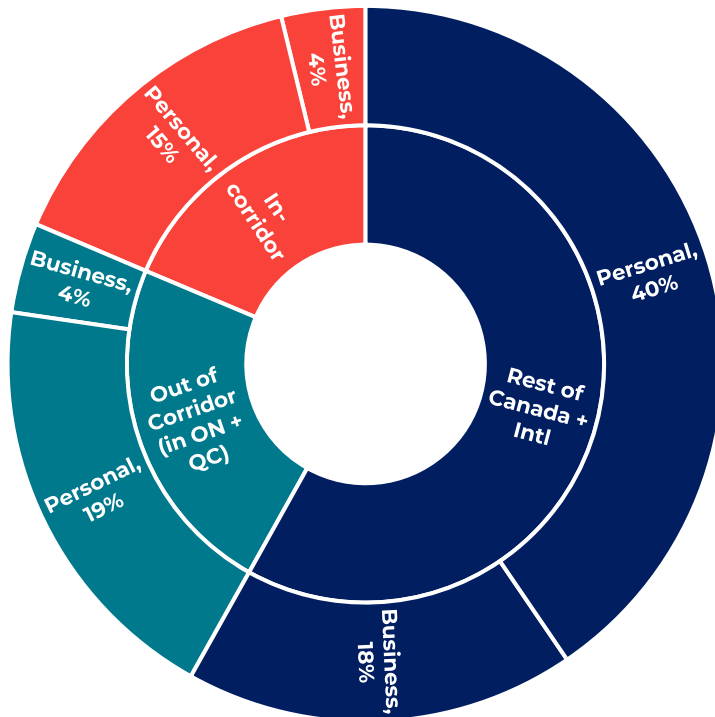 Business,
4%
Personal,
15%
In-
corridor
Business,
4%
Personal,
40%
Out of
Corridor
(in ON +
QC)
Rest of
Canada +
Intl
Personal,
19%
Business,
18%